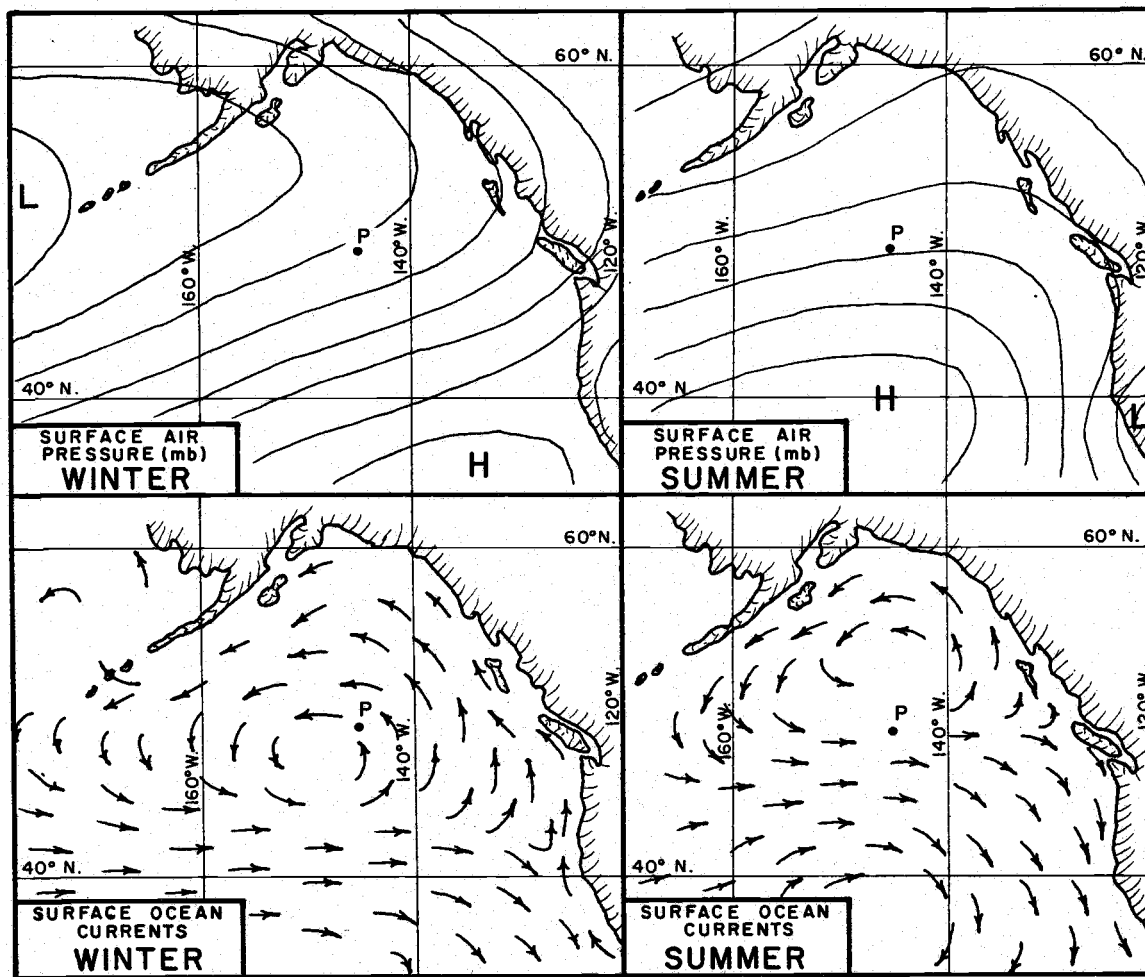 60° N.
L
P
160°W.
140° W.
120° W.
40° N.
H
SURFACE AIR
PRESSURE (mb)
WINTER
60° N.
P
160° W.
140° W.
120° W.
40° N.
H
L
SURFACE AIR
PRESSURE (mb)
SUMMER
60° N.
P
160°W.
140° W.
120° W.
40° N.
SURFACE OCEAN
CURRENTS
WINTER
60° N.
P
160° W.
140° W.
120° W.
40° N.
SURFACE OCEAN
CURRENTS
SUMMER